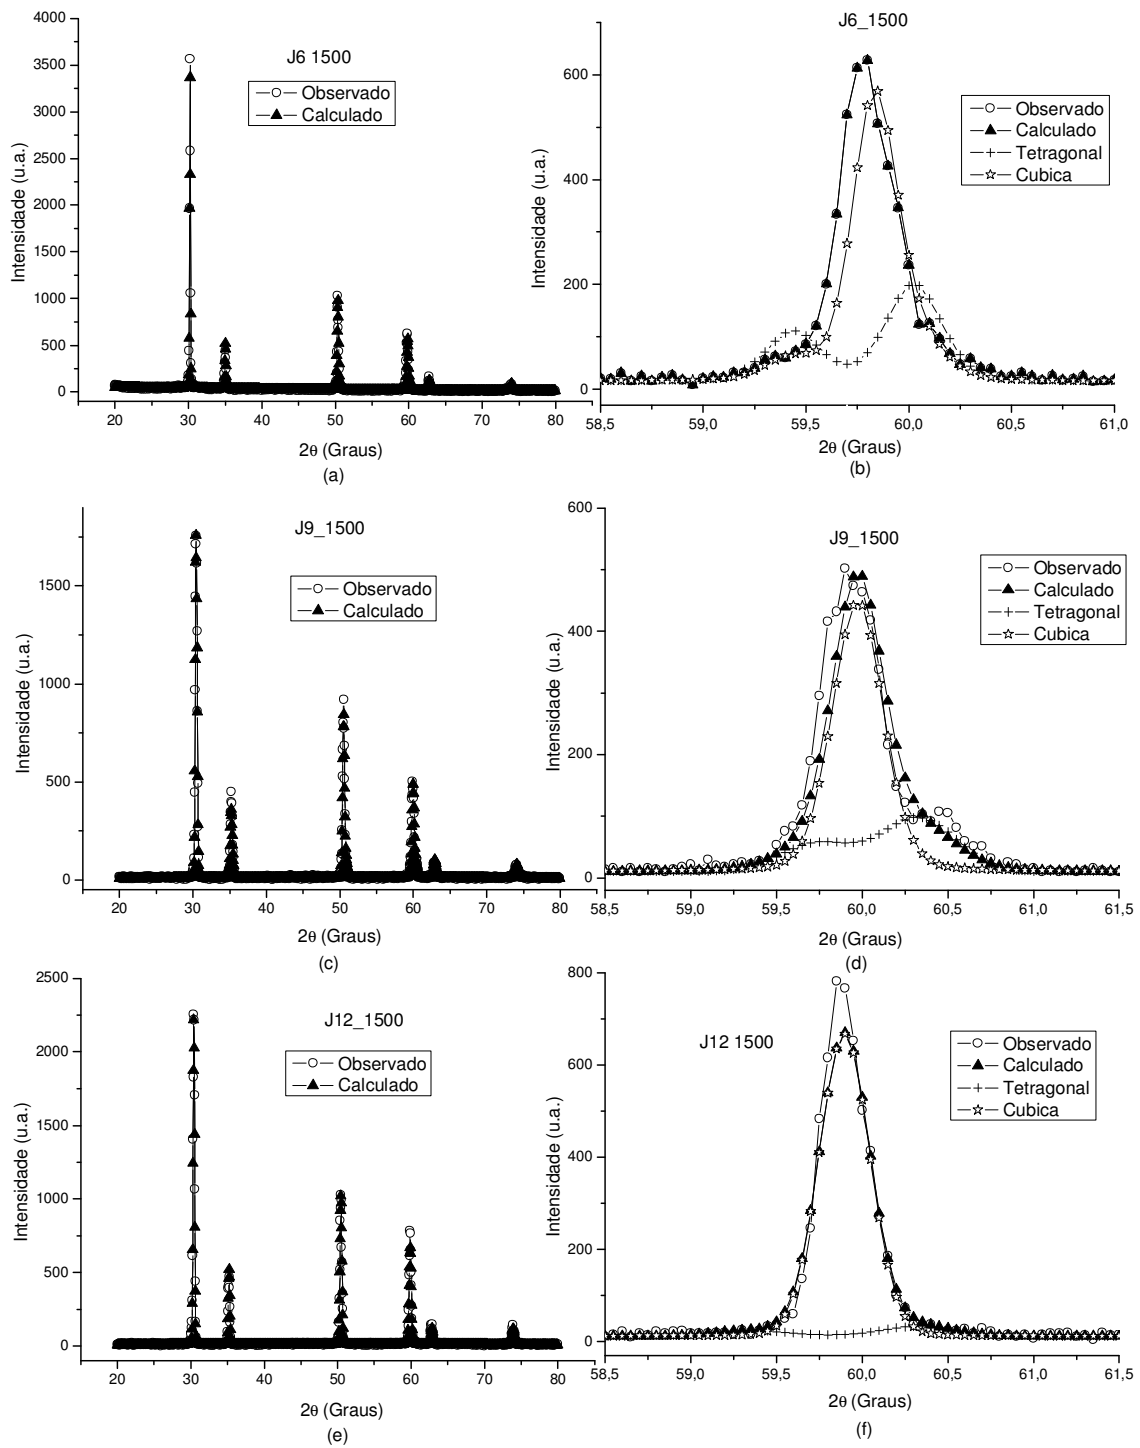 J6 1500
Observado
Calculado
Intensidade (u.a.)
4000
3500
3000
2500
2000
1500
1000
500
0
20 30 40 50 60 70 80
2θ (Graus)
(a)
J6_1500
Observado
Calculado
Tetragonal
Cubica
Intensidade (u.a.)
600
400
200
0
58,5 59,0 59,5 60,0 60,5 61,0
2θ (Graus)
(b)
J9_1500
Observado
Calculado
Intensidade (u.a.)
1500
1000
500
0
20 30 40 50 60 70 80
2θ (Graus)
(c)
J9_1500
Observado
Calculado
Tetragonal
Cubica
Intensidade (u.a.)
600
400
200
0
58,5 59,0 59,5 60,0 60,5 61,0 61,5
2θ (Graus)
(d)
J12_1500
Observado
Calculado
Intensidade (u.a.)
2500
2000
1500
1000
500
0
20 30 40 50 60 70 80
2θ (Graus)
(e)
J12 1500
Observado
Calculado
Tetragonal
Cubica
Intensidade (u.a.)
800
600
400
200
0
58,5 59,0 59,5 60,0 60,5 61,0 61,5
2θ (Graus)
(f)